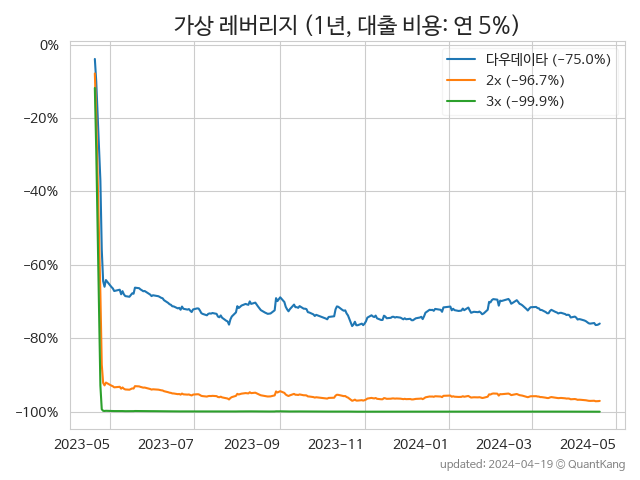 가상 레버리지 (1년, 대출 비용: 연 5%)
0%
−20%
−40%
−60%
−80%
−100%
다우데이타 (−75.0%)
2x (−96.7%)
3x (−99.9%)
2023-05 2023-07 2023-09 2023-11 2024-01 2024-03 2024-05
updated: 2024-04-19 © QuantKang